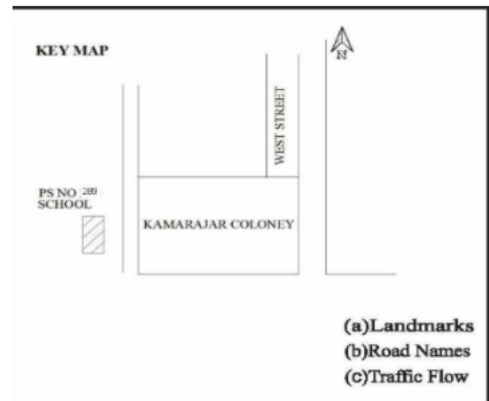 KEY MAP
N
WEST STREET
PS NO 289
SCHOOL
KAMARAJAR COLONEY
(a)Landmarks
(b)Road Names
(c)Traffic Flow